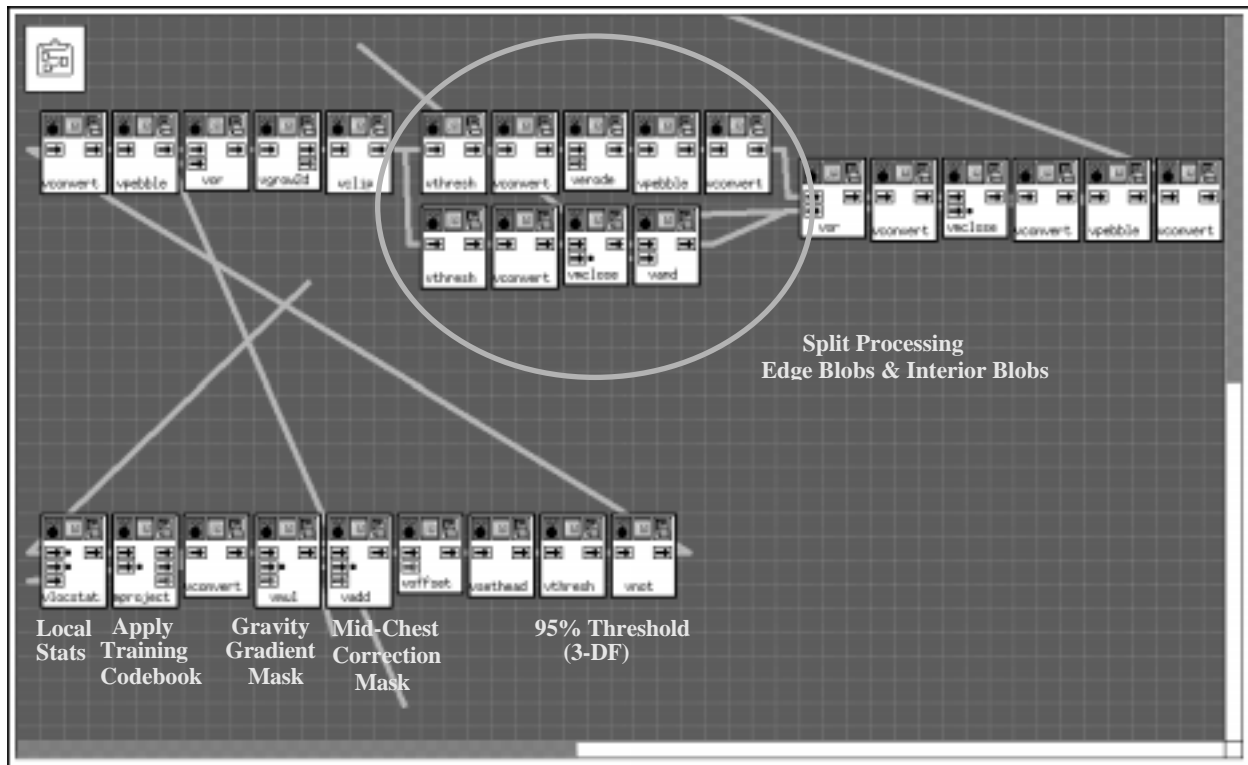 vconvert vpebble vor vgrow2d vclip vthresh vconvert verode vpebble vconvert
vor vconvert vmclose vconvert vpebble vconvert
vthresh vconvert vmclose vand
Split Processing
Edge Blobs & Interior Blobs
vlocstat mproject vconvert vmul vadd voffset vsethead vthresh vnot
Local
Stats
Apply
Training
Codebook
Gravity
Gradient
Mask
Mid-Chest
Correction
Mask
95% Threshold
(3-DF)